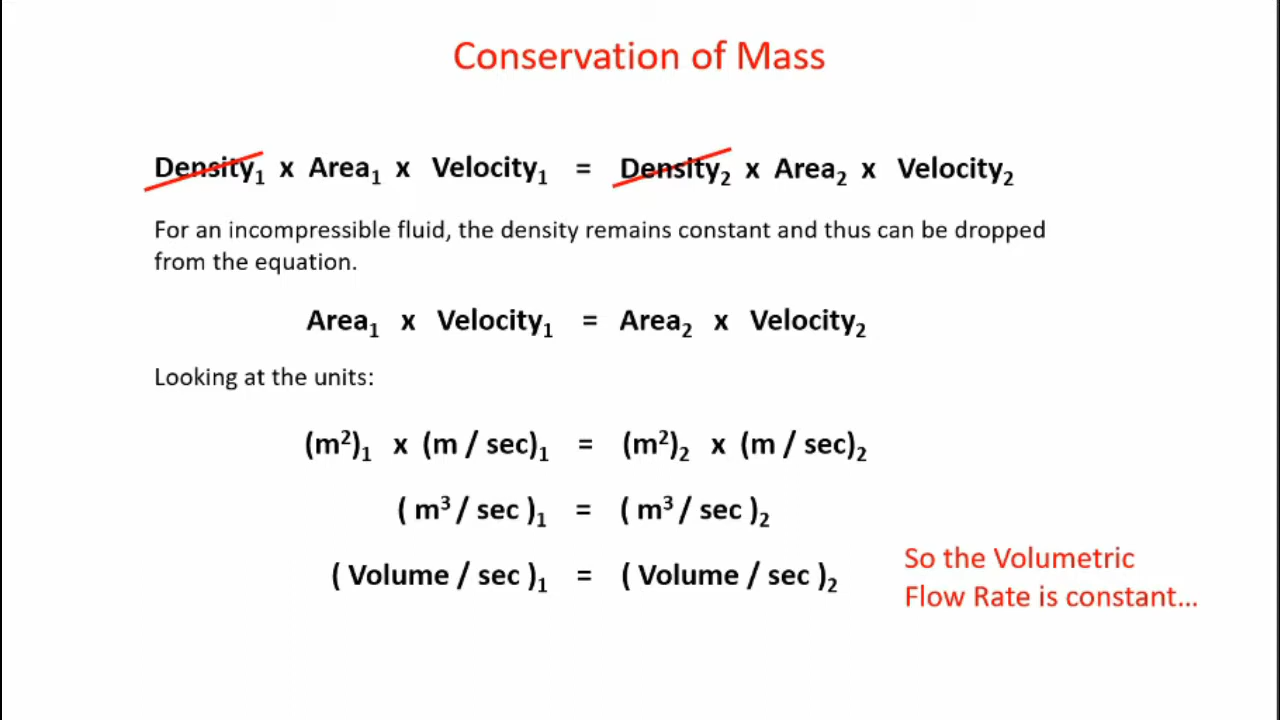 Conservation of Mass
Density₁ x Area₁ x Velocity₁ = Density₂ x Area₂ x Velocity₂
For an incompressible fluid, the density remains constant and thus can be dropped
from the equation.
Area₁ x Velocity₁ = Area₂ x Velocity₂
Looking at the units:
(m²)₁ x (m / sec)₁ = (m²)₂ x (m / sec)₂
( m³ / sec )₁ = ( m³ / sec )₂
( Volume / sec )₁ = ( Volume / sec )₂
So the Volumetric
Flow Rate is constant...